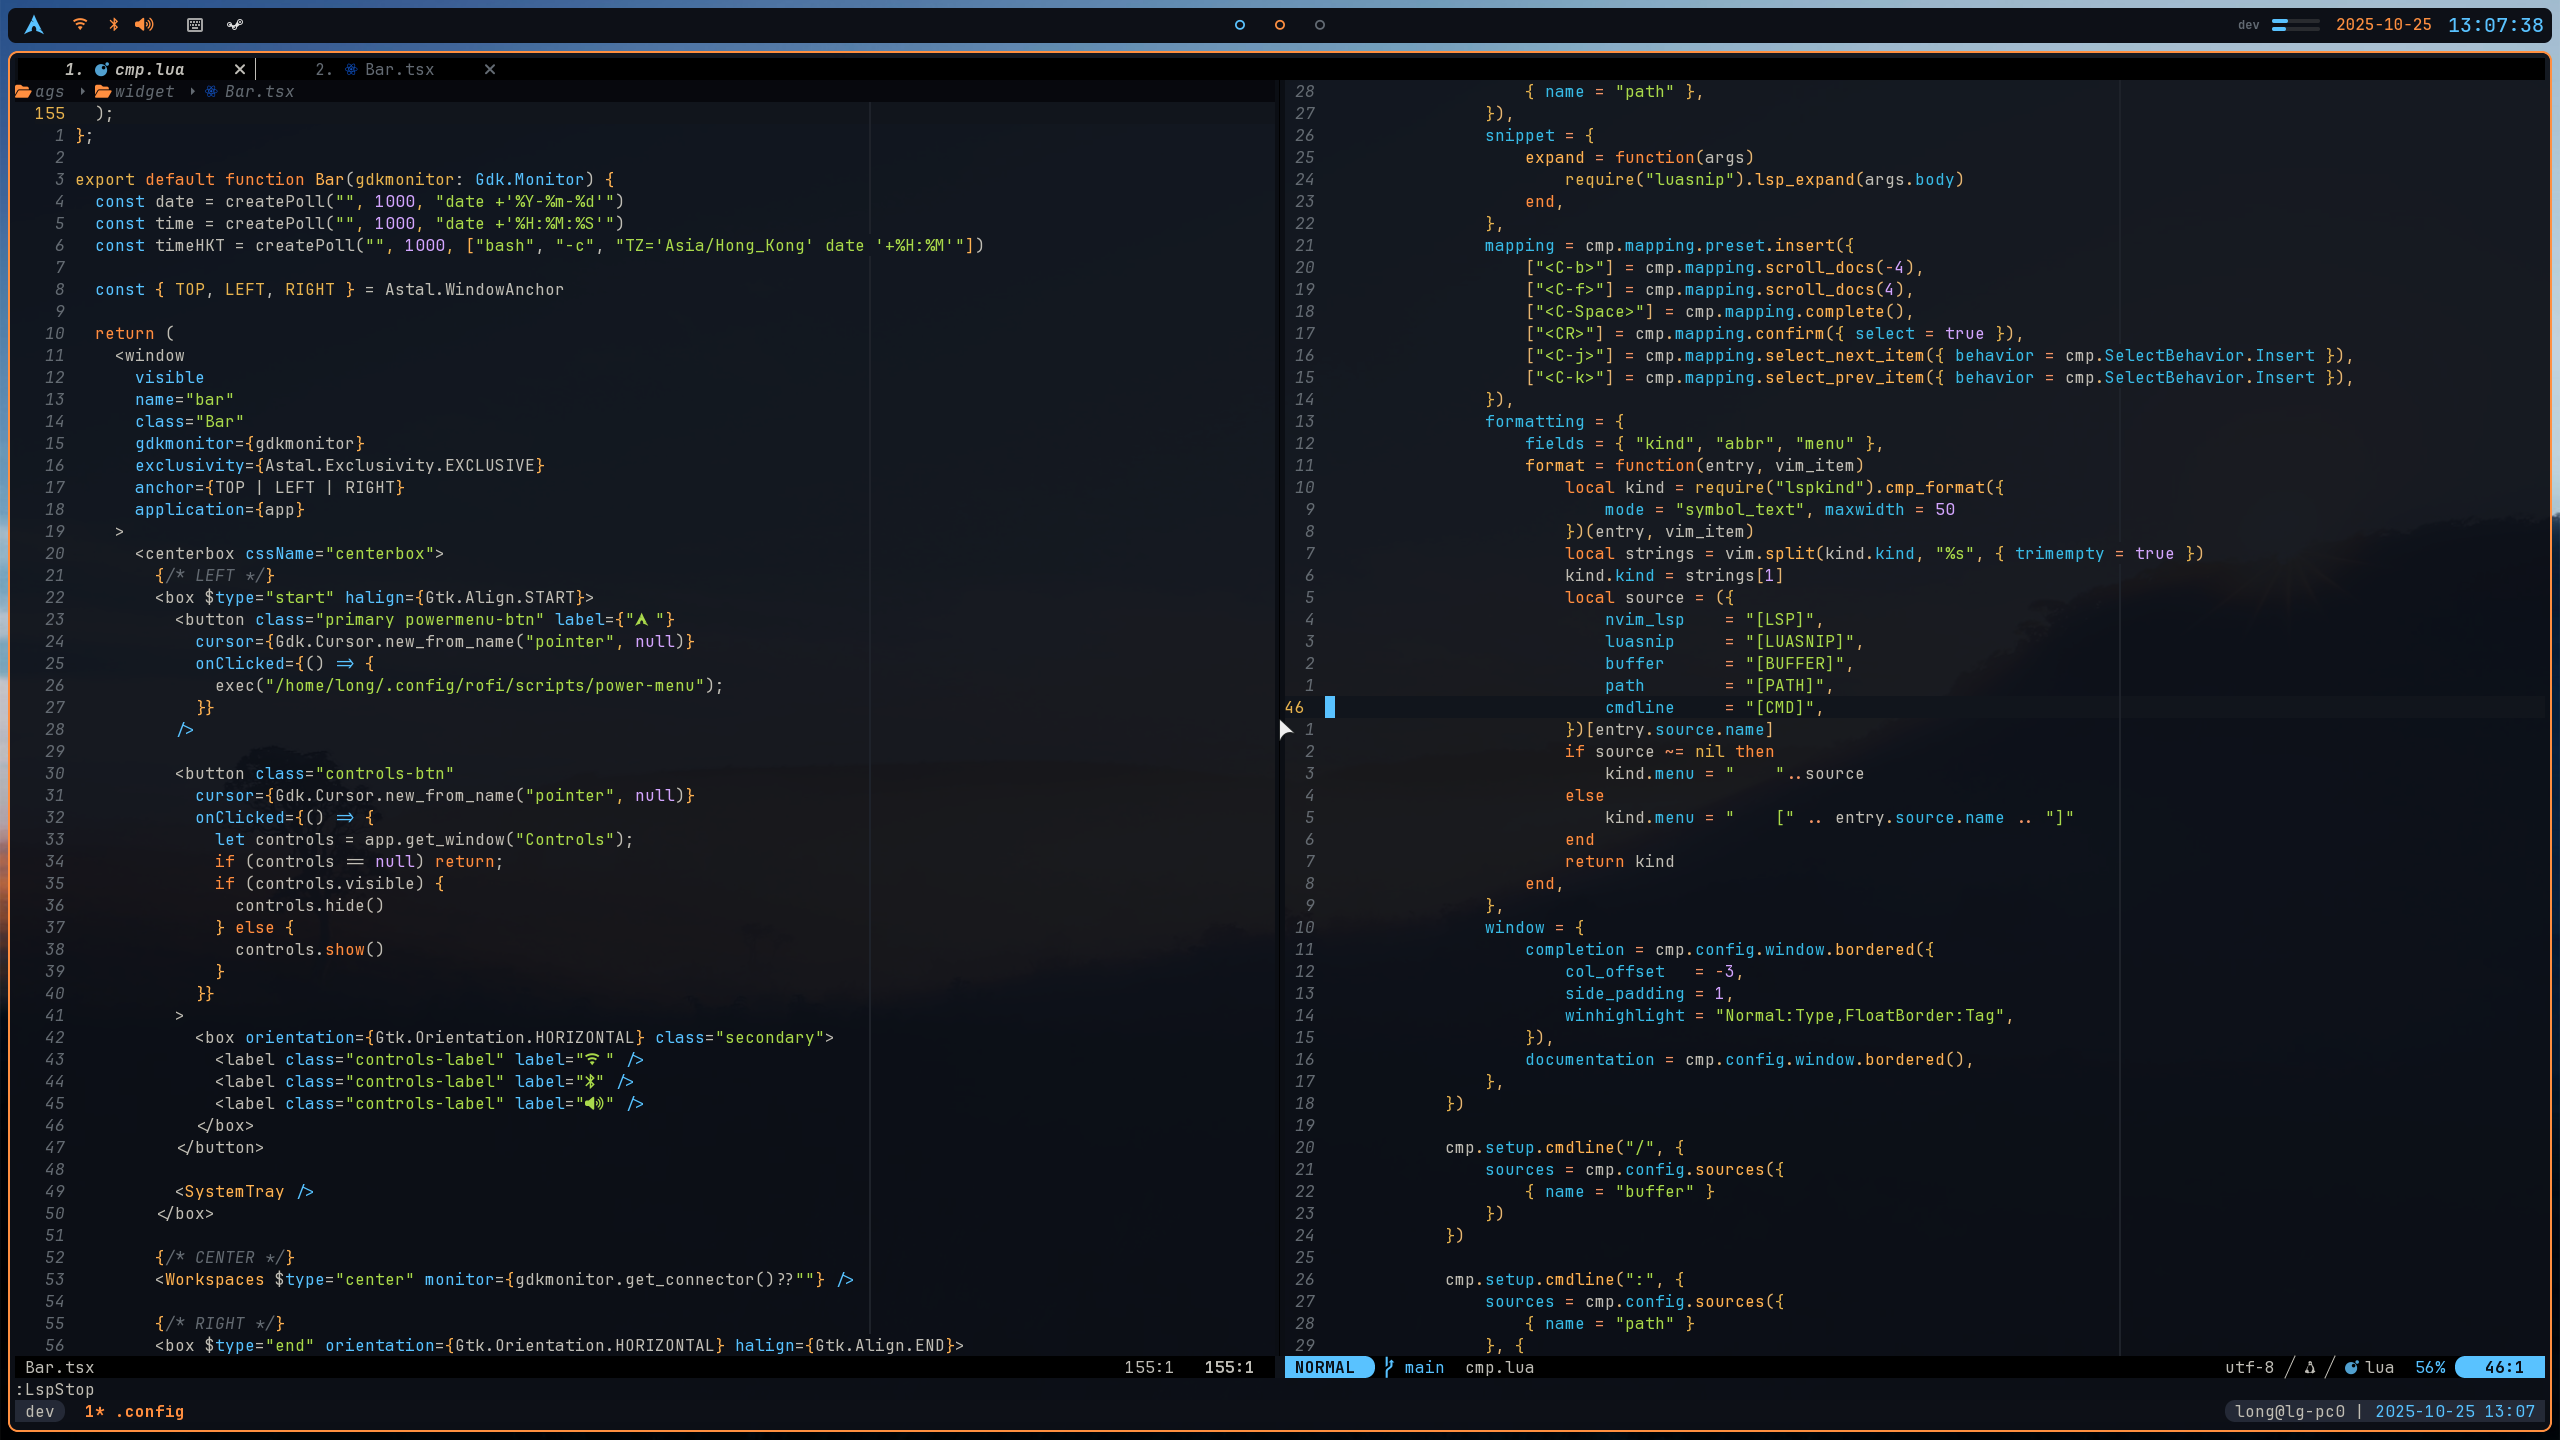 dev 2025-10-25 13:07:38
1. cmp.lua ✕ 2. Bar.tsx ✕
ags › widget › Bar.tsx
155   );
1 };
2
3 export default function Bar(gdkmonitor: Gdk.Monitor) {
4   const date = createPoll("", 1000, "date +'%Y-%m-%d'")
5   const time = createPoll("", 1000, "date +'%H:%M:%S'")
6   const timeHKT = createPoll("", 1000, ["bash", "-c", "TZ='Asia/Hong_Kong' date '+%H:%M'"])
7
8   const { TOP, LEFT, RIGHT } = Astal.WindowAnchor
9
10   return (
11     <window
12       visible
13       name="bar"
14       class="Bar"
15       gdkmonitor={gdkmonitor}
16       exclusivity={Astal.Exclusivity.EXCLUSIVE}
17       anchor={TOP | LEFT | RIGHT}
18       application={app}
19     >
20       <centerbox cssName="centerbox">
21         {/* LEFT */}
22         <box $type="start" halign={Gtk.Align.START}>
23           <button class="primary powermenu-btn" label={" "}
24             cursor={Gdk.Cursor.new_from_name("pointer", null)}
25             onClicked={() => {
26               exec("/home/long/.config/rofi/scripts/power-menu");
27             }}
28           />
29
30           <button class="controls-btn"
31             cursor={Gdk.Cursor.new_from_name("pointer", null)}
32             onClicked={() => {
33               let controls = app.get_window("Controls");
34               if (controls == null) return;
35               if (controls.visible) {
36                 controls.hide()
37               } else {
38                 controls.show()
39               }
40             }}
41           >
42             <box orientation={Gtk.Orientation.HORIZONTAL} class="secondary">
43               <label class="controls-label" label=" " />
44               <label class="controls-label" label="" />
45               <label class="controls-label" label=" " />
46             </box>
47           </button>
48
49           <SystemTray />
50         </box>
51
52         {/* CENTER */}
53         <Workspaces $type="center" monitor={gdkmonitor.get_connector()??""} />
54
55         {/* RIGHT */}
56         <box $type="end" orientation={Gtk.Orientation.HORIZONTAL} halign={Gtk.Align.END}>
Bar.tsx 155:1 155:1
28 { name = "path" },
27 }),
26 snippet = {
25     expand = function(args)
24         require("luasnip").lsp_expand(args.body)
23     end,
22 },
21 mapping = cmp.mapping.preset.insert({
20     ["<C-b>"] = cmp.mapping.scroll_docs(-4),
19     ["<C-f>"] = cmp.mapping.scroll_docs(4),
18     ["<C-Space>"] = cmp.mapping.complete(),
17     ["<CR>"] = cmp.mapping.confirm({ select = true }),
16     ["<C-j>"] = cmp.mapping.select_next_item({ behavior = cmp.SelectBehavior.Insert }),
15     ["<C-k>"] = cmp.mapping.select_prev_item({ behavior = cmp.SelectBehavior.Insert }),
14 }),
13 formatting = {
12     fields = { "kind", "abbr", "menu" },
11     format = function(entry, vim_item)
10         local kind = require("lspkind").cmp_format({
9             mode = "symbol_text", maxwidth = 50
8         })(entry, vim_item)
7         local strings = vim.split(kind.kind, "%s", { trimempty = true })
6         kind.kind = strings[1]
5         local source = ({
4             nvim_lsp    = "[LSP]",
3             luasnip     = "[LUASNIP]",
2             buffer      = "[BUFFER]",
1             path        = "[PATH]",
46             cmdline     = "[CMD]",
1         })[entry.source.name]
2         if source ~= nil then
3             kind.menu = "    "..source
4         else
5             kind.menu = "    [" .. entry.source.name .. "]"
6         end
7         return kind
8     end,
9 },
10 window = {
11     completion = cmp.config.window.bordered({
12         col_offset   = -3,
13         side_padding = 1,
14         winhighlight = "Normal:Type,FloatBorder:Tag",
15     }),
16     documentation = cmp.config.window.bordered(),
17 },
18 })
19
20 cmp.setup.cmdline("/", {
21     sources = cmp.config.sources({
22         { name = "buffer" }
23     })
24 })
25
26 cmp.setup.cmdline(":", {
27     sources = cmp.config.sources({
28         { name = "path" }
29     }, {
NORMAL main cmp.lua utf-8 / / lua 56% 46:1
:LspStop
dev 1* .config long@lg-pc0 | 2025-10-25 13:07